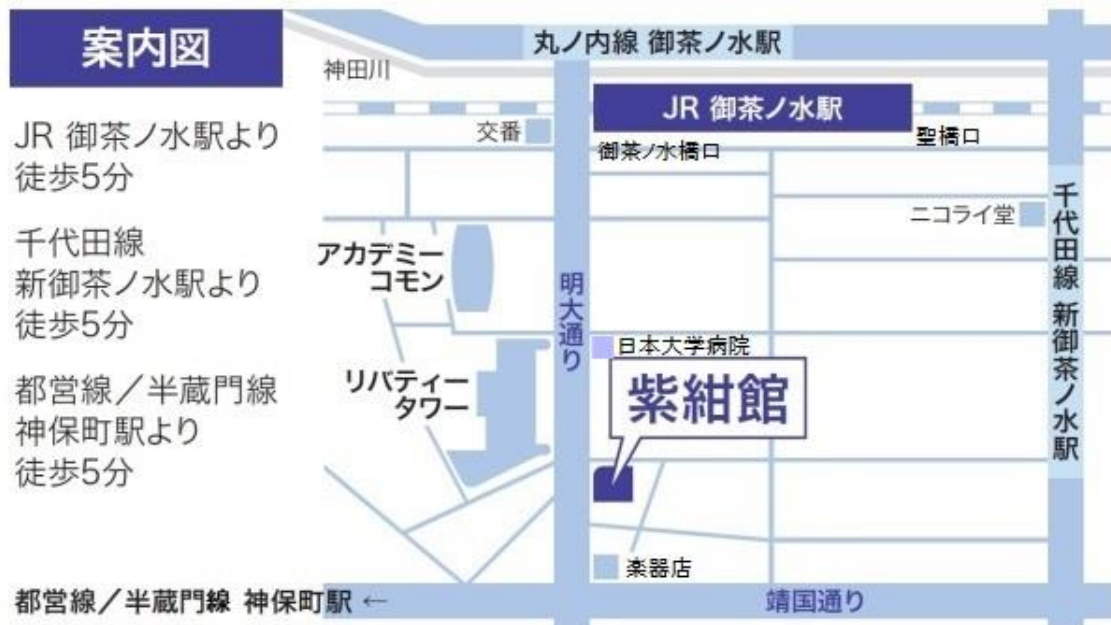 案内図
JR 御茶ノ水駅より
徒歩5分
千代田線
新御茶ノ水駅より
徒歩5分
都営線／半蔵門線
神保町駅より
徒歩5分
丸ノ内線 御茶ノ水駅
神田川
JR 御茶ノ水駅
交番
御茶ノ水橋口
聖橋口
ニコライ堂
千代田線 新御茶ノ水駅
アカデミー
コモン
明大通り
日本大学病院
リバティー
タワー
紫紺館
楽器店
都営線／半蔵門線 神保町駅 ←
靖国通り